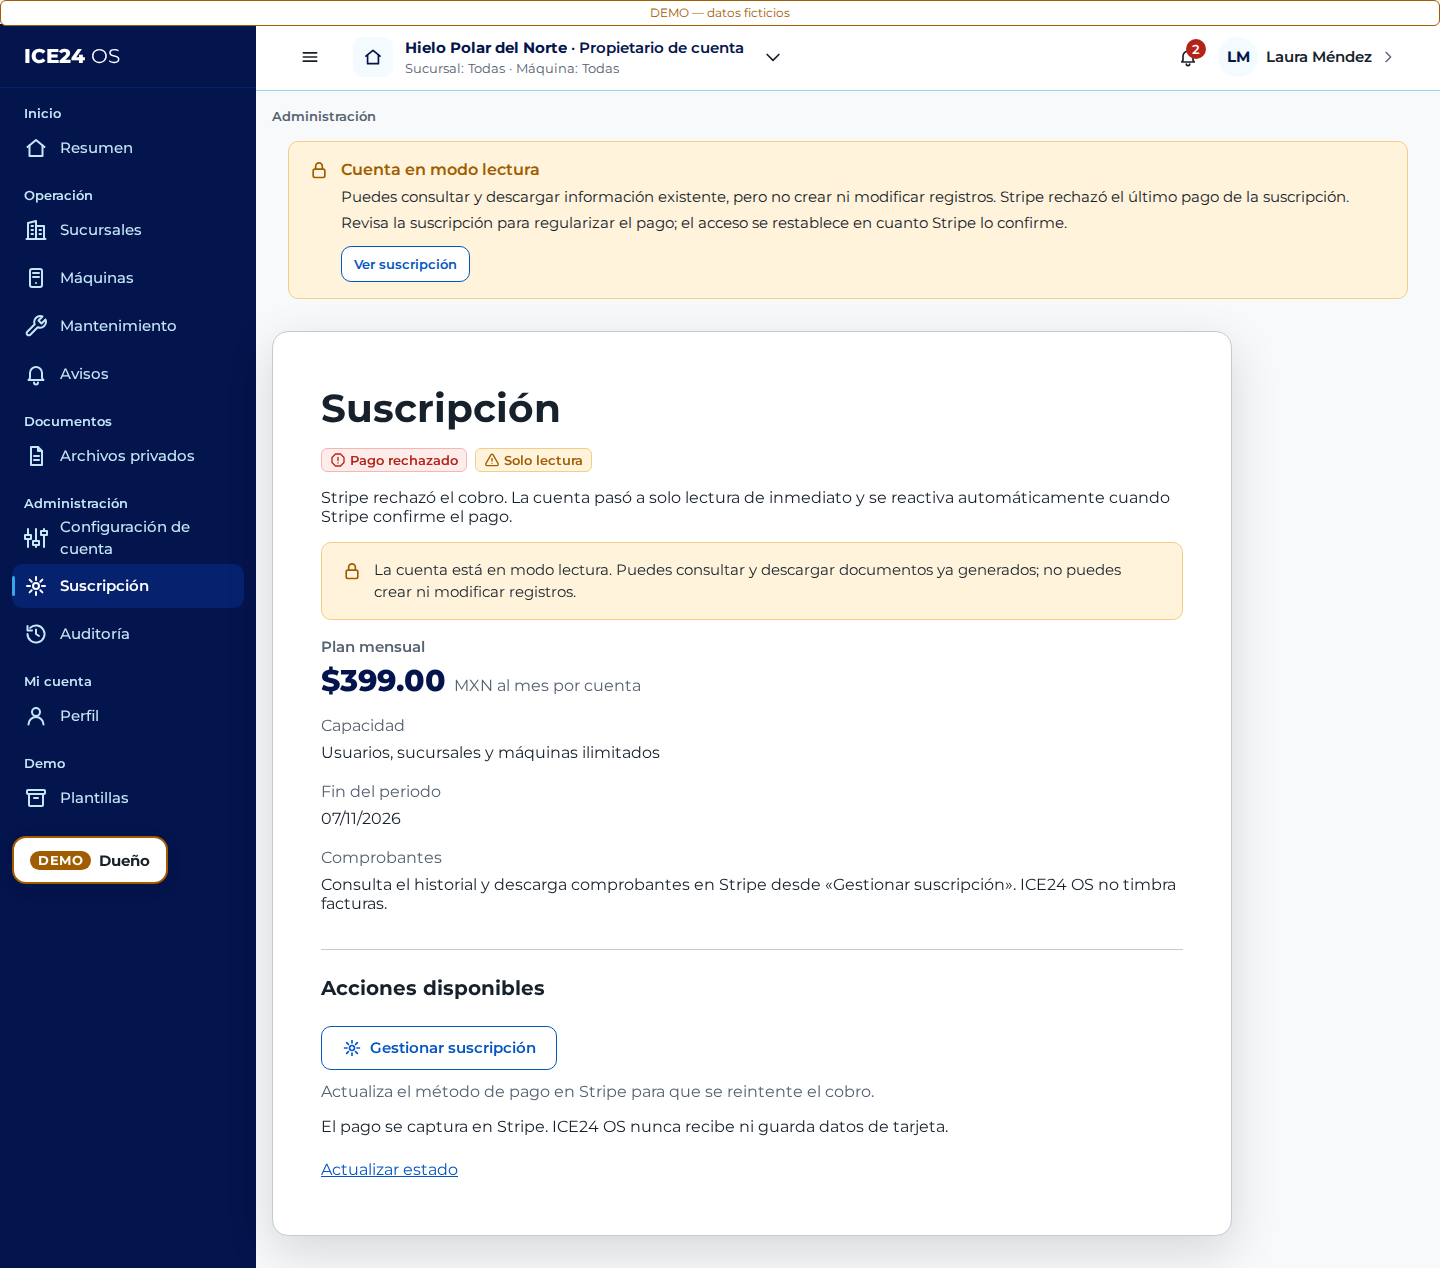 DEMO — datos ficticios
ICE24 OS
Inicio
Resumen
Operación
Sucursales
Máquinas
Mantenimiento
Avisos
Documentos
Archivos privados
Administración
Configuración de
cuenta
Suscripción
Auditoría
Mi cuenta
Perfil
Demo
Plantillas
DEMO Dueño
Hielo Polar del Norte · Propietario de cuenta
Sucursal: Todas · Máquina: Todas
2
LM Laura Méndez
Administración
Cuenta en modo lectura
Puedes consultar y descargar información existente, pero no crear ni modificar registros. Stripe rechazó el último pago de la suscripción.
Revisa la suscripción para regularizar el pago; el acceso se restablece en cuanto Stripe lo confirme.
Ver suscripción
Suscripción
Pago rechazado
Solo lectura
Stripe rechazó el cobro. La cuenta pasó a solo lectura de inmediato y se reactiva automáticamente cuando
Stripe confirme el pago.
La cuenta está en modo lectura. Puedes consultar y descargar documentos ya generados; no puedes
crear ni modificar registros.
Plan mensual
$399.00 MXN al mes por cuenta
Capacidad
Usuarios, sucursales y máquinas ilimitados
Fin del periodo
07/11/2026
Comprobantes
Consulta el historial y descarga comprobantes en Stripe desde «Gestionar suscripción». ICE24 OS no timbra
facturas.
Acciones disponibles
Gestionar suscripción
Actualiza el método de pago en Stripe para que se reintente el cobro.
El pago se captura en Stripe. ICE24 OS nunca recibe ni guarda datos de tarjeta.
Actualizar estado